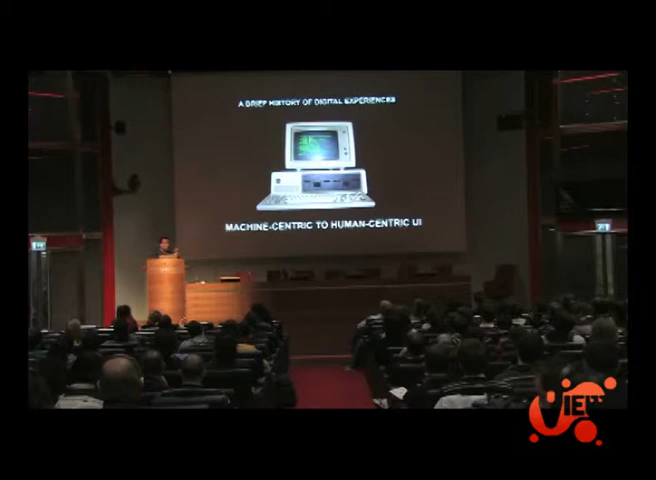 A BRIEF HISTORY OF DIGITAL EXPERIENCES
MACHINE-CENTRIC TO HUMAN-CENTRIC UI
VIEW